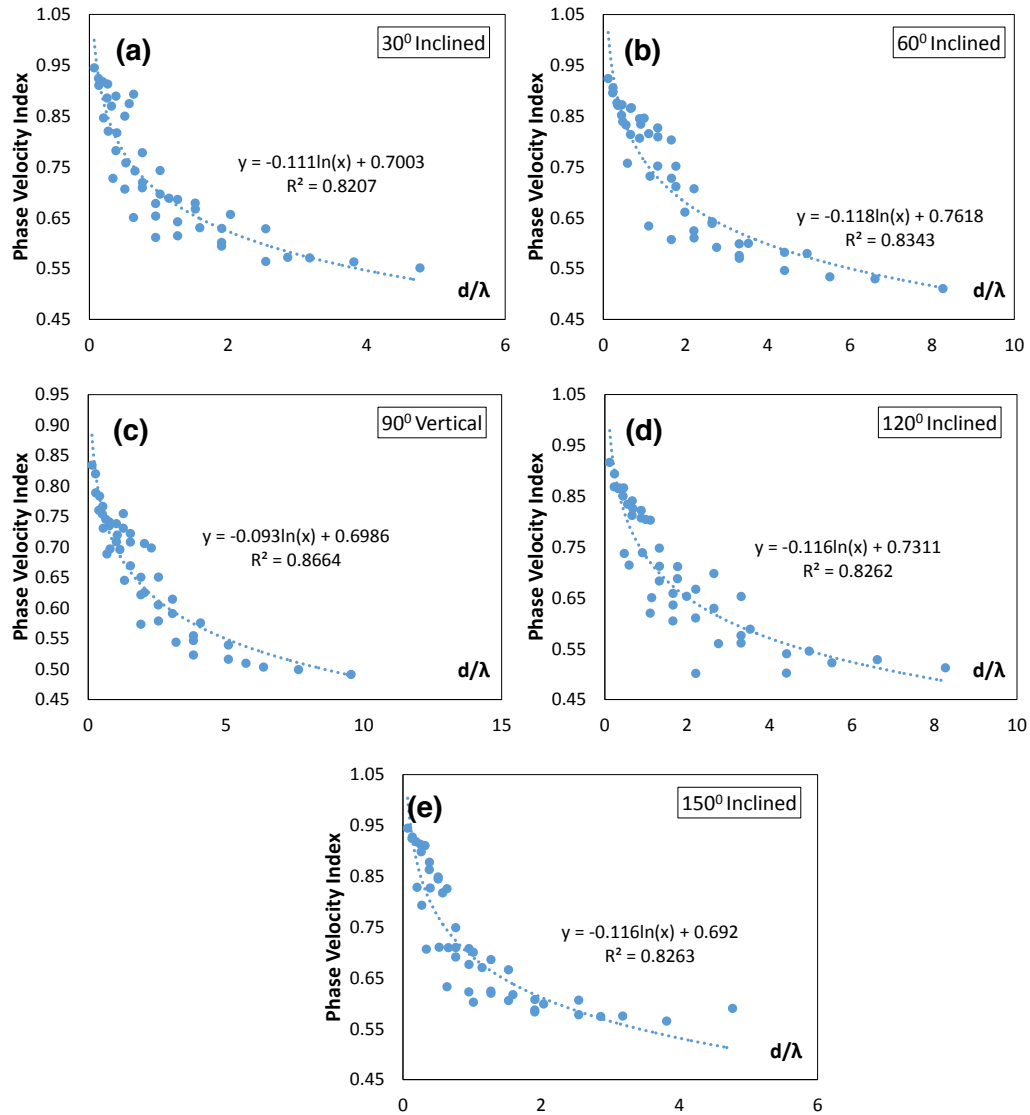 (a)
30⁰ Inclined
Phase Velocity Index
1.05
0.95
0.85
0.75
0.65
0.55
0.45
y = -0.111ln(x) + 0.7003
R² = 0.8207
d/λ
0 2 4 6
(b)
60⁰ Inclined
Phase Velocity Index
1.05
0.95
0.85
0.75
0.65
0.55
0.45
y = -0.118ln(x) + 0.7618
R² = 0.8343
d/λ
0 2 4 6 8 10
(c)
90⁰ Vertical
Phase Velocity Index
0.95
0.90
0.85
0.80
0.75
0.70
0.65
0.60
0.55
0.50
0.45
y = -0.093ln(x) + 0.6986
R² = 0.8664
d/λ
0 5 10 15
(d)
120⁰ Inclined
Phase Velocity Index
1.05
0.95
0.85
0.75
0.65
0.55
0.45
y = -0.116ln(x) + 0.7311
R² = 0.8262
d/λ
0 2 4 6 8 10
(e)
150⁰ Inclined
Phase Velocity Index
1.05
0.95
0.85
0.75
0.65
0.55
0.45
y = -0.116ln(x) + 0.692
R² = 0.8263
d/λ
0 2 4 6